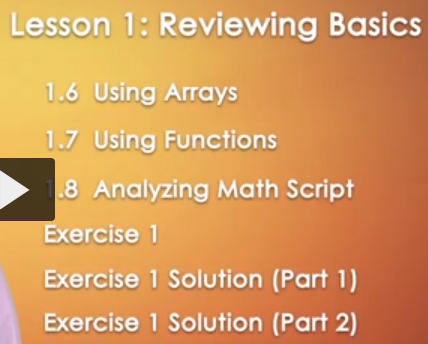 Lesson 1: Reviewing Basics
1.6 Using Arrays
1.7 Using Functions
.8 Analyzing Math Script
Exercise 1
Exercise 1 Solution (Part 1)
Exercise 1 Solution (Part 2)